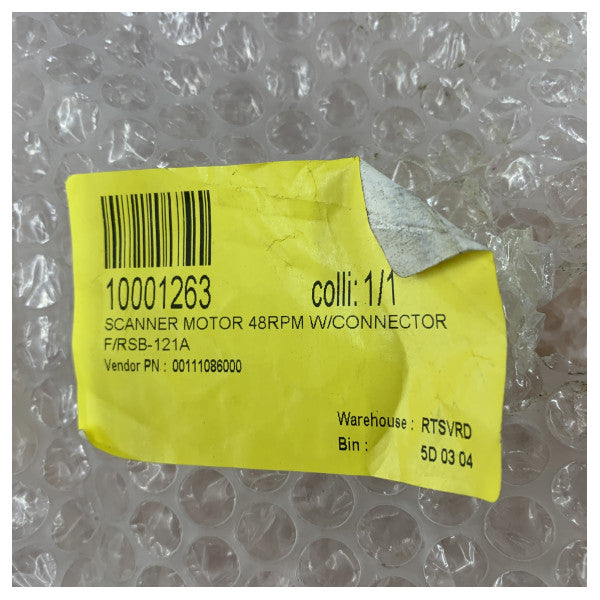 10001263 colli: 1/1
SCANNER MOTOR 48RPM W/CONNECTOR
F/RSB-121A
Vendor PN : 00111086000
Warehouse : RTSVRD
Bin : 5D 03 04